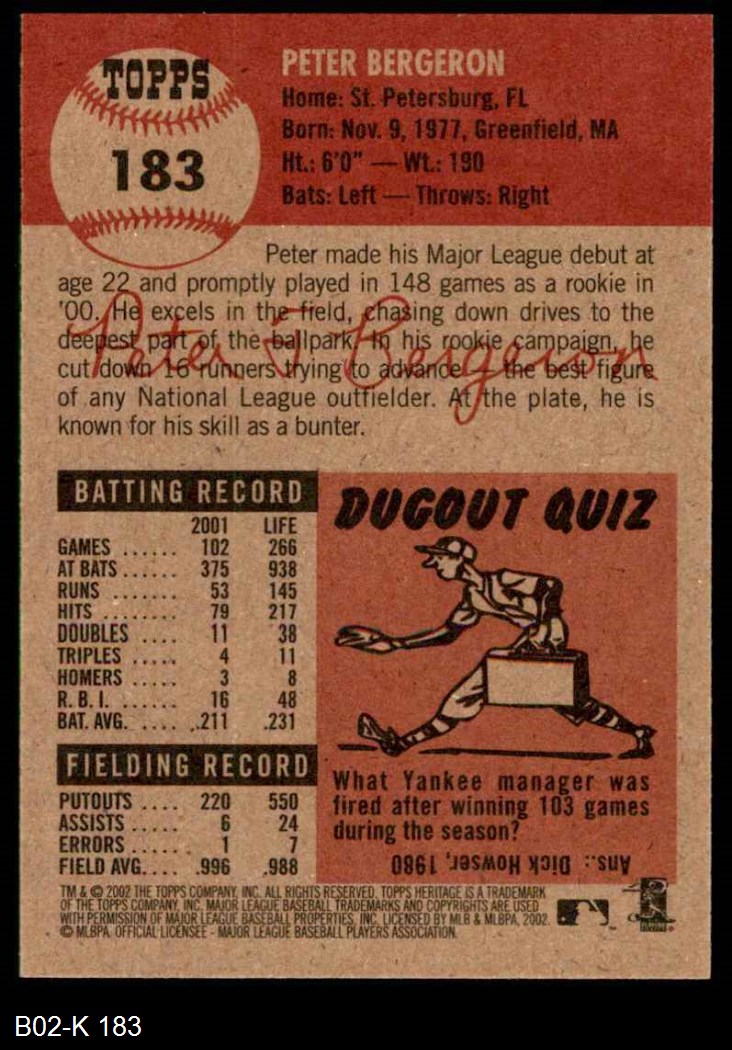 TOPPS
183
PETER BERGERON
Home: St. Petersburg, FL
Born: Nov. 9, 1977, Greenfield, MA
Ht.: 6'0" — Wt.: 190
Bats: Left — Throws: Right
Peter made his Major League debut at
age 22 and promptly played in 148 games as a rookie in
'00. He excels in the field, chasing down drives to the
deepest part of the ballpark. In his rookie campaign, he
cut down 16 runners trying to advance – the best figure
of any National League outfielder. At the plate, he is
known for his skill as a bunter.
Peter J Bergeron
BATTING RECORD
2001 LIFE
GAMES ...... 102 266
AT BATS ...... 375 938
RUNS ...... 53 145
HITS ........ 79 217
DOUBLES .... 11 38
TRIPLES ..... 4 11
HOMERS ..... 3 8
R. B. I. ...... 16 48
BAT. AVG. .... .211 .231
FIELDING RECORD
PUTOUTS .... 220 550
ASSISTS ..... 6 24
ERRORS ..... 1 7
FIELD AVG.... .996 .988
DUGOUT QUIZ
What Yankee manager was
fired after winning 103 games
during the season?
Ans.: Dick Howser, 1980
TM & © 2002 THE TOPPS COMPANY, INC. ALL RIGHTS RESERVED. TOPPS HERITAGE IS A TRADEMARK
OF THE TOPPS COMPANY, INC. MAJOR LEAGUE BASEBALL TRADEMARKS AND COPYRIGHTS ARE USED
WITH PERMISSION OF MAJOR LEAGUE BASEBALL PROPERTIES, INC. LICENSED BY MLB & MLBPA, 2002.
© MLBPA. OFFICIAL LICENSEE - MAJOR LEAGUE BASEBALL PLAYERS ASSOCIATION.
B02-K 183